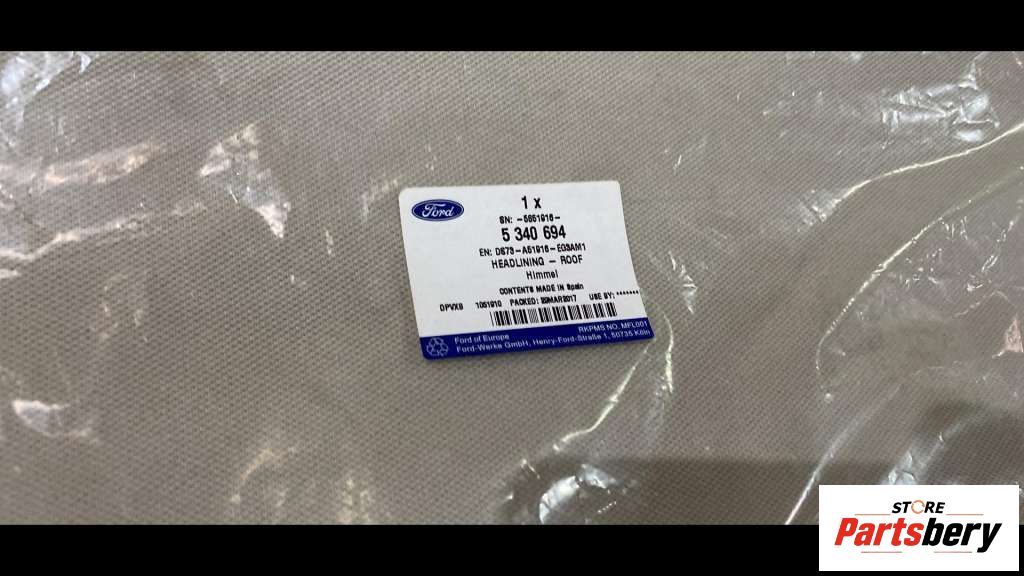 Ford
1 x
SN: -5851916-
5 340 694
EN: DS73-A51916-EG3AM1
HEADLINING - ROOF
Himmel
CONTENTS MADE IN Spain
DPVX9 1051910 PACKED: 29MAR2017 USE BY: *******
RKPMS NO. MFL001
Ford of Europe
Ford-Werke GmbH, Henry-Ford-Straße 1, 50735 Köln
STORE
Partsbery